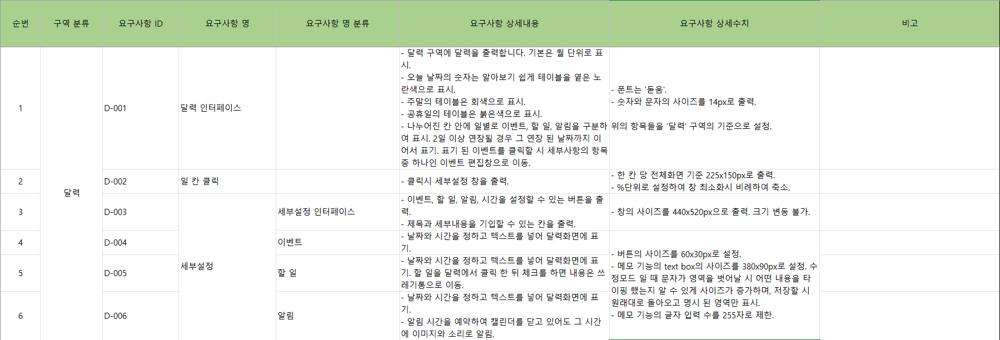 순번 구역 분류 요구사항 ID 요구사항 명 요구사항 명 분류 요구사항 상세내용 요구사항 상세수치 비고
1
달력
D-001
달력 인터페이스
- 달력 구역에 달력을 출력합니다. 기본은 월 단위로 표
시.
- 오늘 날짜의 숫자는 알아보기 쉽게 테이블을 옅은 노
란색으로 표시.
- 주말의 테이블은 회색으로 표시.
- 공휴일의 테이블은 붉은색으로 표시.
- 나누어진 칸 안에 일별로 이벤트, 할 일, 알림을 구분하
여 표시. 2일 이상 연장될 경우 그 연장 된 날짜까지 이
어서 표기. 표기 된 이벤트를 클릭할 시 세부사항의 항목
중 하나인 이벤트 편집창으로 이동.
- 폰트는 '돋움'.
- 숫자와 문자의 사이즈를 14px로 출력.
위의 항목들을 '달력' 구역의 기준으로 설정.
2
D-002
일 칸 클릭
- 클릭시 세부설정 창을 출력.
- 한 칸 당 전체화면 기준 225x150px로 출력.
- %단위로 설정하여 창 최소화시 비례하여 축소.
3
D-003
세부설정
세부설정 인터페이스
- 이벤트, 할 일, 알림, 시간을 설정할 수 있는 버튼을 출
력.
- 제목과 세부내용을 기입할 수 있는 칸을 출력.
- 창의 사이즈를 440x520px으로 출력. 크기 변동 불가.
4
D-004
이벤트
- 날짜와 시간을 정하고 텍스트를 넣어 달력화면에 표
기.
- 버튼의 사이즈를 60x30px로 설정.
- 메모 기능의 text box의 사이즈를 380x90px로 설정. 수
정모드 일 때 문자가 영역을 벗어날 시 어떤 내용을 타
이핑 했는지 알 수 있게 사이즈가 증가하며, 저장할 시
원래대로 돌아오고 명시 된 영역만 표시.
- 메모 기능의 글자 입력 수를 255자로 제한.
5
D-005
할 일
- 날짜와 시간을 정하고 텍스트를 넣어 달력화면에 표
기. 할 일을 달력에서 클릭 한 뒤 체크를 하면 내용은 쓰
레기통으로 이동.
6
D-006
알림
- 날짜와 시간을 정하고 텍스트를 넣어 달력화면에 표
기.
- 알림 시간을 예약하여 캘린더를 닫고 있어도 그 시간
에 이미지와 소리로 알림.